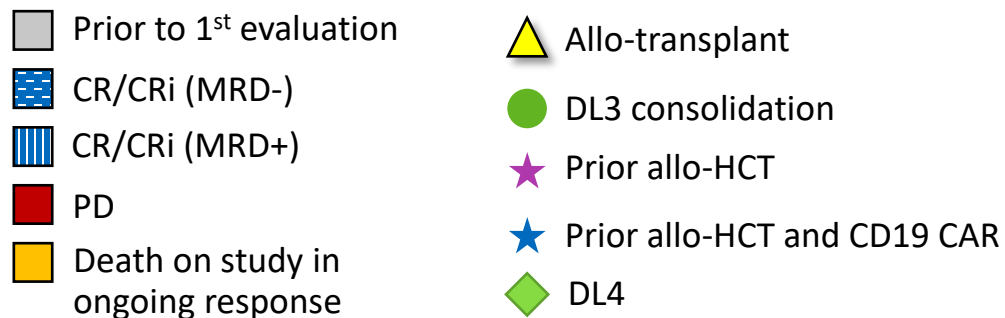 Prior to 1st evaluation
CR/CRi (MRD-)
CR/CRi (MRD+)
PD
Death on study in
ongoing response
Allo-transplant
DL3 consolidation
Prior allo-HCT
Prior allo-HCT and CD19 CAR
DL4